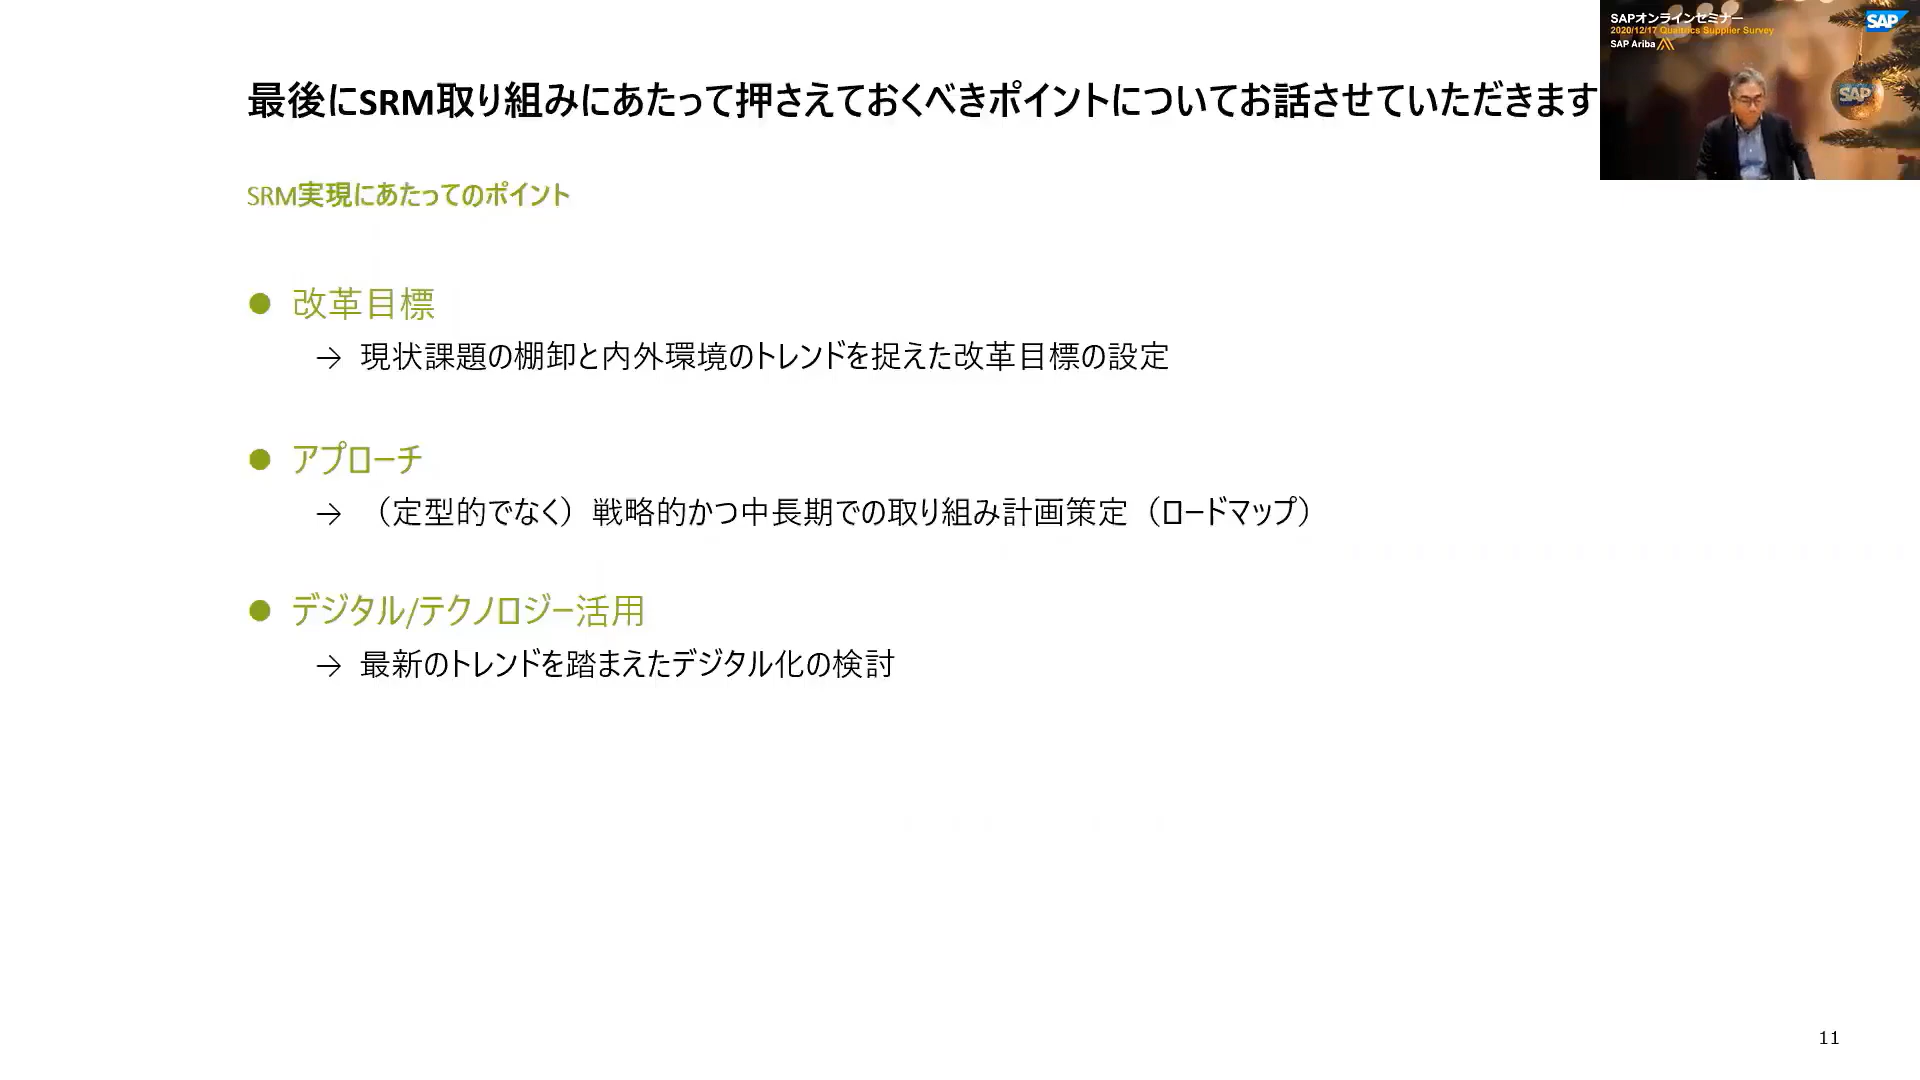 最後にSRM取り組みにあたって押さえておくべきポイントについてお話させていただきます
SAPオンラインセミナー
2020/12/17 Qualtrics Supplier Survey
SAP Ariba
SAP
SAP
SRM実現にあたってのポイント
● 改革目標
→ 現状課題の棚卸と内外環境のトレンドを捉えた改革目標の設定
● アプローチ
→ （定型的でなく）戦略的かつ中長期での取り組み計画策定（ロードマップ）
● デジタル/テクノロジー活用
→ 最新のトレンドを踏まえたデジタル化の検討
11